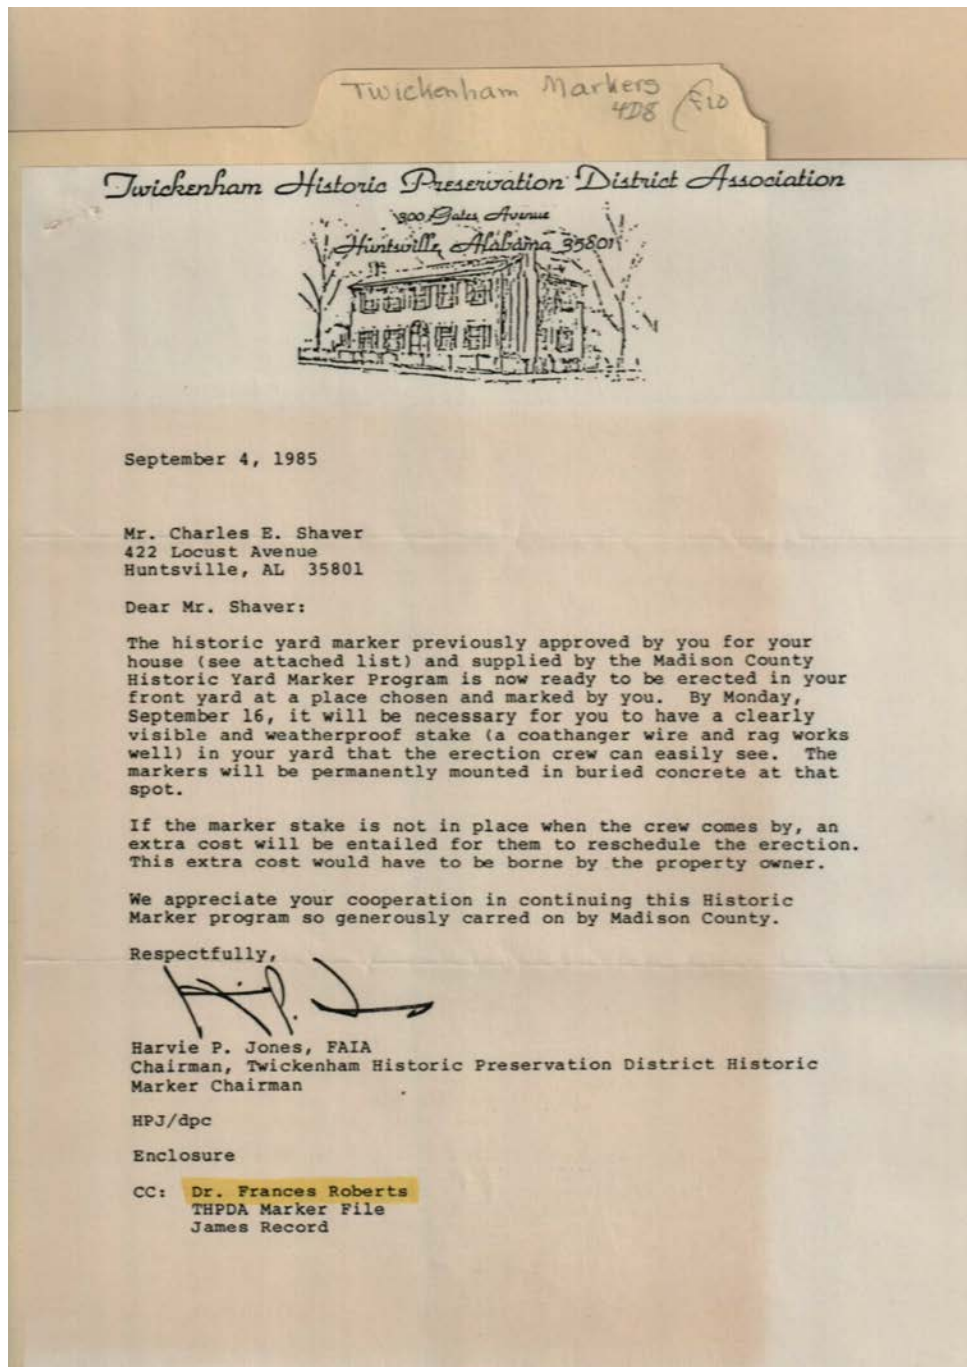 Twickenham Markers
4D8 F10
Twickenham Historic Preservation District Association
300 Gates Avenue
Huntsville, Alabama 35801
September 4, 1985
Mr. Charles E. Shaver
422 Locust Avenue
Huntsville, AL 35801
Dear Mr. Shaver:
The historic yard marker previously approved by you for your
house (see attached list) and supplied by the Madison County
Historic Yard Marker Program is now ready to be erected in your
front yard at a place chosen and marked by you. By Monday,
September 16, it will be necessary for you to have a clearly
visible and weatherproof stake (a coathanger wire and rag works
well) in your yard that the erection crew can easily see. The
markers will be permanently mounted in buried concrete at that
spot.
If the marker stake is not in place when the crew comes by, an
extra cost will be entailed for them to reschedule the erection.
This extra cost would have to be borne by the property owner.
We appreciate your cooperation in continuing this Historic
Marker program so generously carred on by Madison County.
Respectfully,
Harvie P. Jones, FAIA
Chairman, Twickenham Historic Preservation District Historic
Marker Chairman
HPJ/dpc
Enclosure
CC: Dr. Frances Roberts
THPDA Marker File
James Record